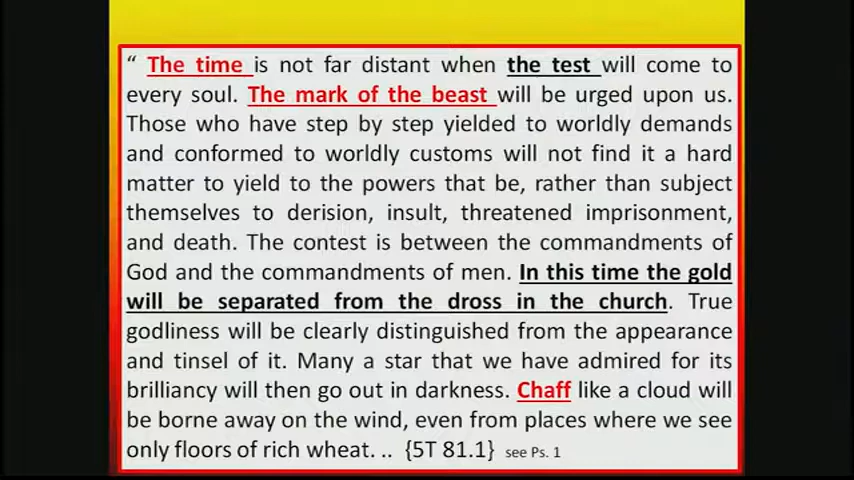 “ The time is not far distant when the test will come to
every soul. The mark of the beast will be urged upon us.
Those who have step by step yielded to worldly demands
and conformed to worldly customs will not find it a hard
matter to yield to the powers that be, rather than subject
themselves to derision, insult, threatened imprisonment,
and death. The contest is between the commandments of
God and the commandments of men. In this time the gold
will be separated from the dross in the church. True
godliness will be clearly distinguished from the appearance
and tinsel of it. Many a star that we have admired for its
brilliancy will then go out in darkness. Chaff like a cloud will
be borne away on the wind, even from places where we see
only floors of rich wheat. .. {5T 81.1} see Ps. 1